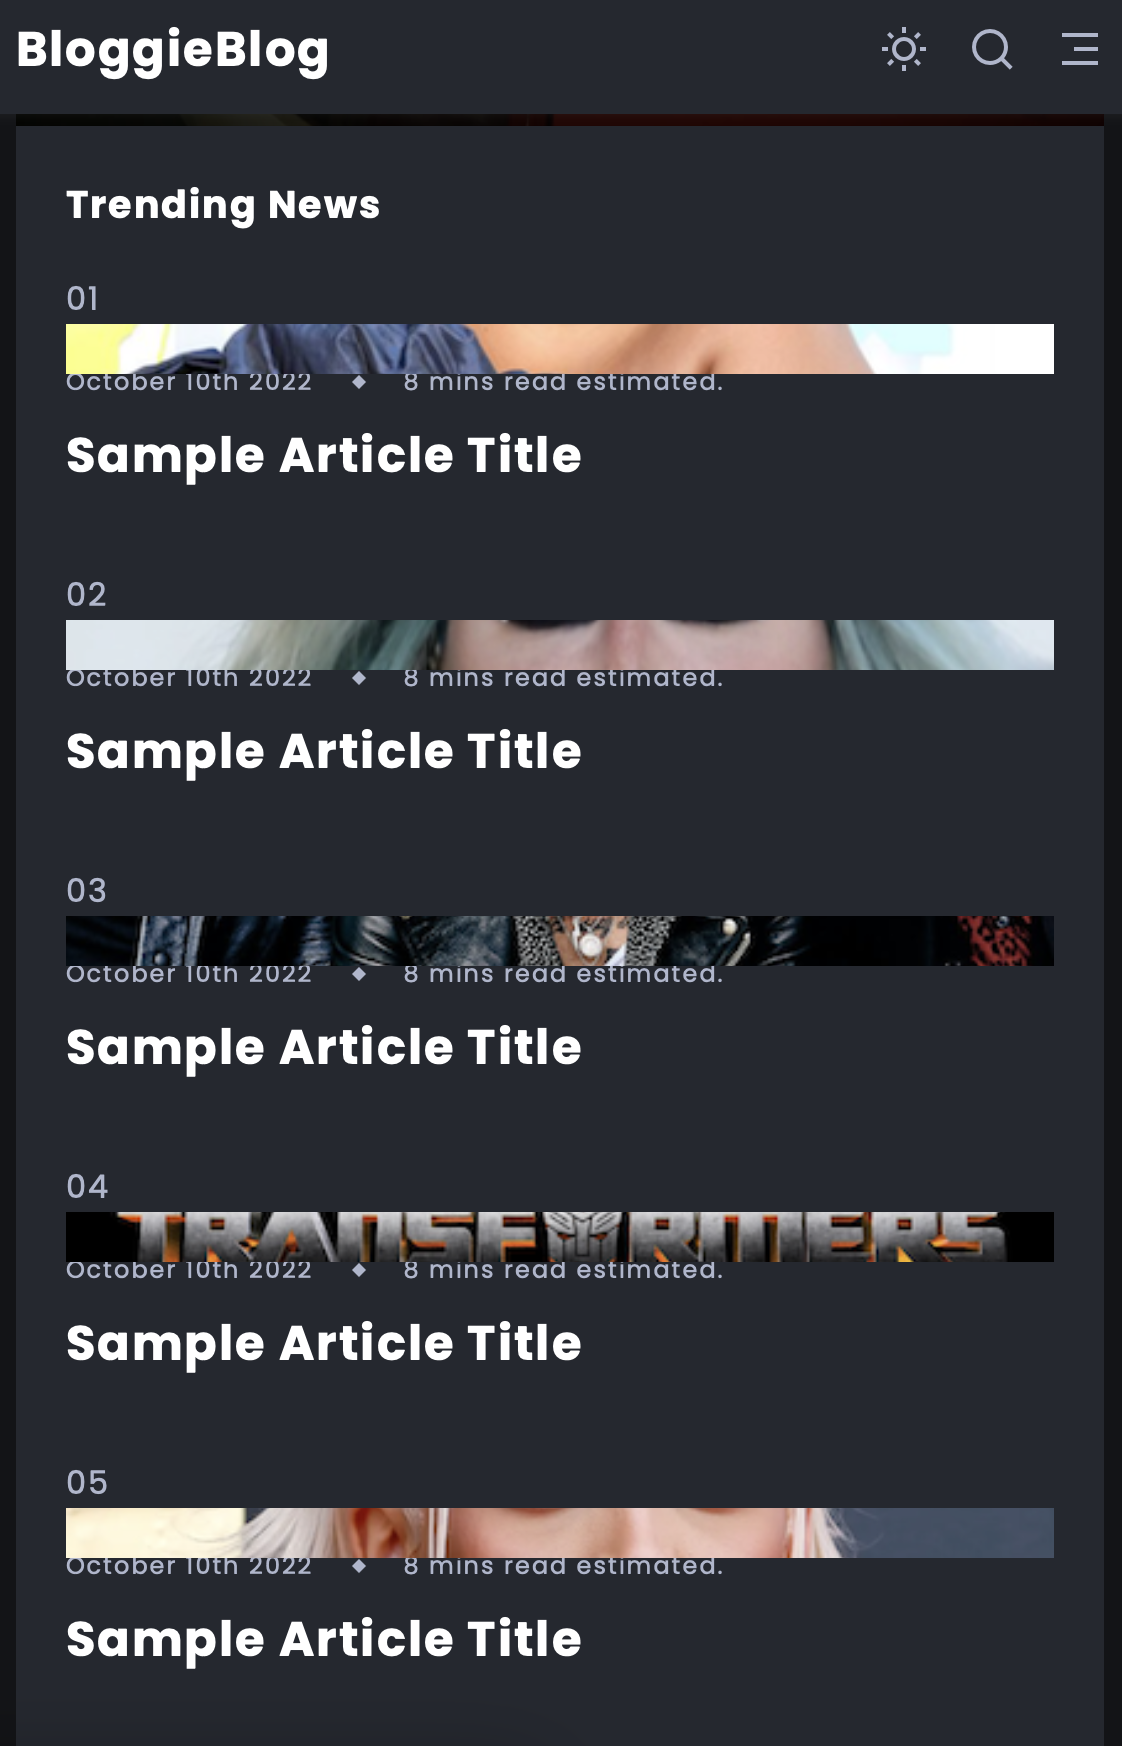 BloggieBlog
Trending News
01
October 10th 2022 ◆ 8 mins read estimated.
Sample Article Title
02
October 10th 2022 ◆ 8 mins read estimated.
Sample Article Title
03
October 10th 2022 ◆ 8 mins read estimated.
Sample Article Title
04
TRANSFORMERS
October 10th 2022 ◆ 8 mins read estimated.
Sample Article Title
05
October 10th 2022 ◆ 8 mins read estimated.
Sample Article Title